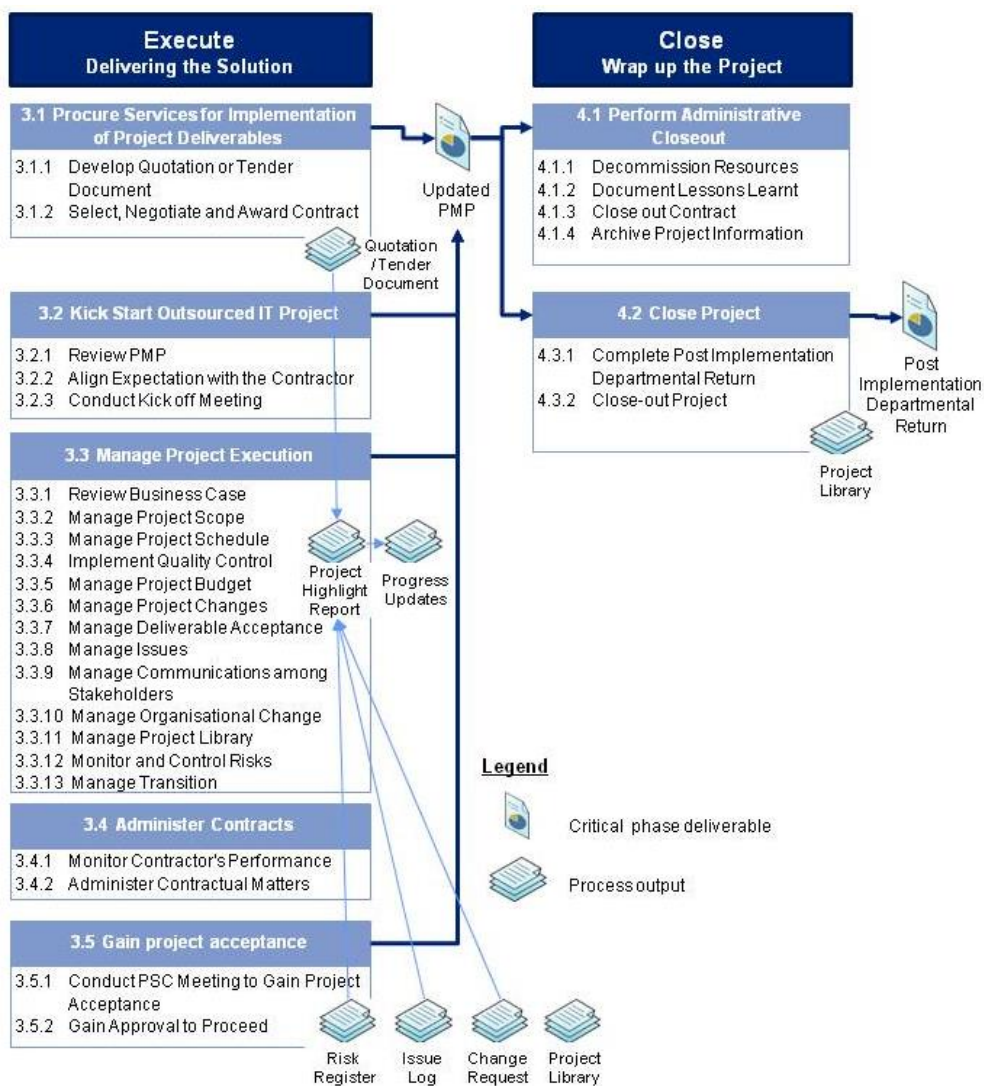 Execute
Delivering the Solution
3.1 Procure Services for Implementation
of Project Deliverables
3.1.1 Develop Quotation or Tender
Document
3.1.2 Select, Negotiate and Award Contract
Quotation
/Tender
Document
Updated
PMP
3.2 Kick Start Outsourced IT Project
3.2.1 Review PMP
3.2.2 Align Expectation with the Contractor
3.2.3 Conduct Kick off Meeting
3.3 Manage Project Execution
3.3.1 Review Business Case
3.3.2 Manage Project Scope
3.3.3 Manage Project Schedule
3.3.4 Implement Quality Control
3.3.5 Manage Project Budget
3.3.6 Manage Project Changes
3.3.7 Manage Deliverable Acceptance
3.3.8 Manage Issues
3.3.9 Manage Communications among
Stakeholders
3.3.10 Manage Organisational Change
3.3.11 Manage Project Library
3.3.12 Monitor and Control Risks
3.3.13 Manage Transition
Project
Highlight
Report
Progress
Updates
3.4 Administer Contracts
3.4.1 Monitor Contractor's Performance
3.4.2 Administer Contractual Matters
3.5 Gain project acceptance
3.5.1 Conduct PSC Meeting to Gain Project
Acceptance
3.5.2 Gain Approval to Proceed
Risk
Register
Issue
Log
Change
Request
Project
Library
Close
Wrap up the Project
4.1 Perform Administrative
Closeout
4.1.1 Decommission Resources
4.1.2 Document Lessons Learnt
4.1.3 Close out Contract
4.1.4 Archive Project Information
4.2 Close Project
4.3.1 Complete Post Implementation
Departmental Return
4.3.2 Close-out Project
Project
Library
Post
Implementation
Departmental
Return
Legend
Critical phase deliverable
Process output